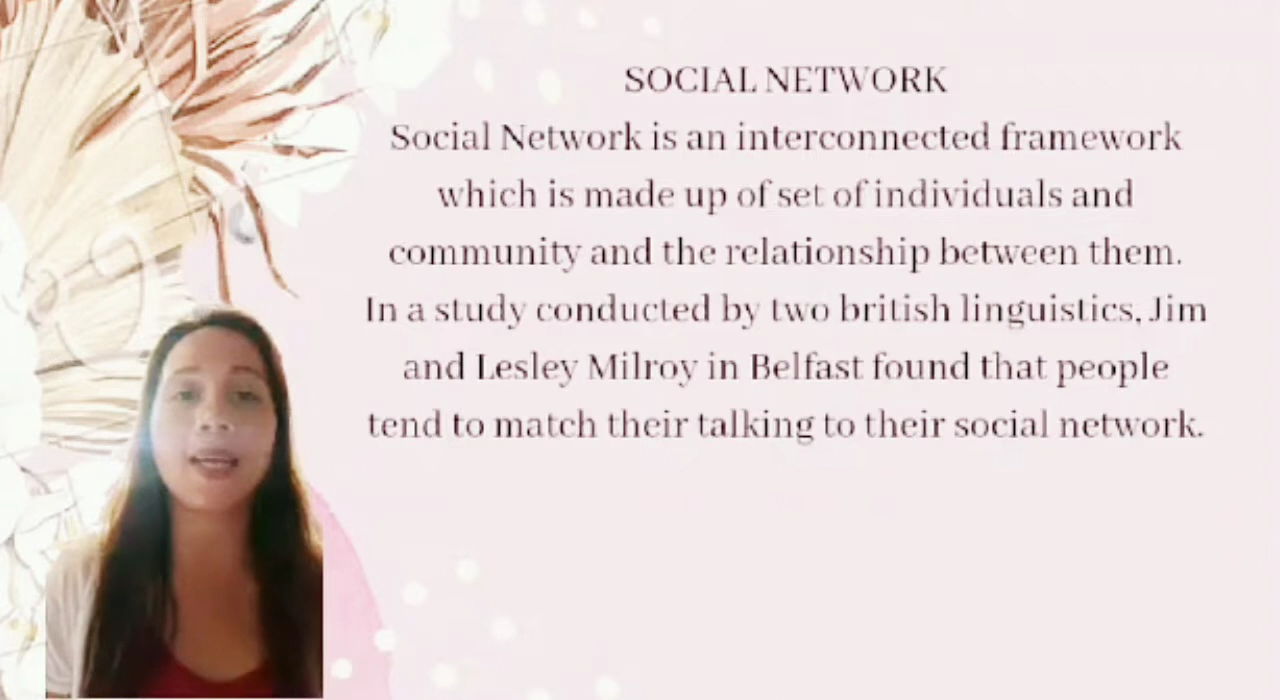 SOCIAL NETWORK
Social Network is an interconnected framework
which is made up of set of individuals and
community and the relationship between them.
In a study conducted by two british linguistics, Jim
and Lesley Milroy in Belfast found that people
tend to match their talking to their social network.